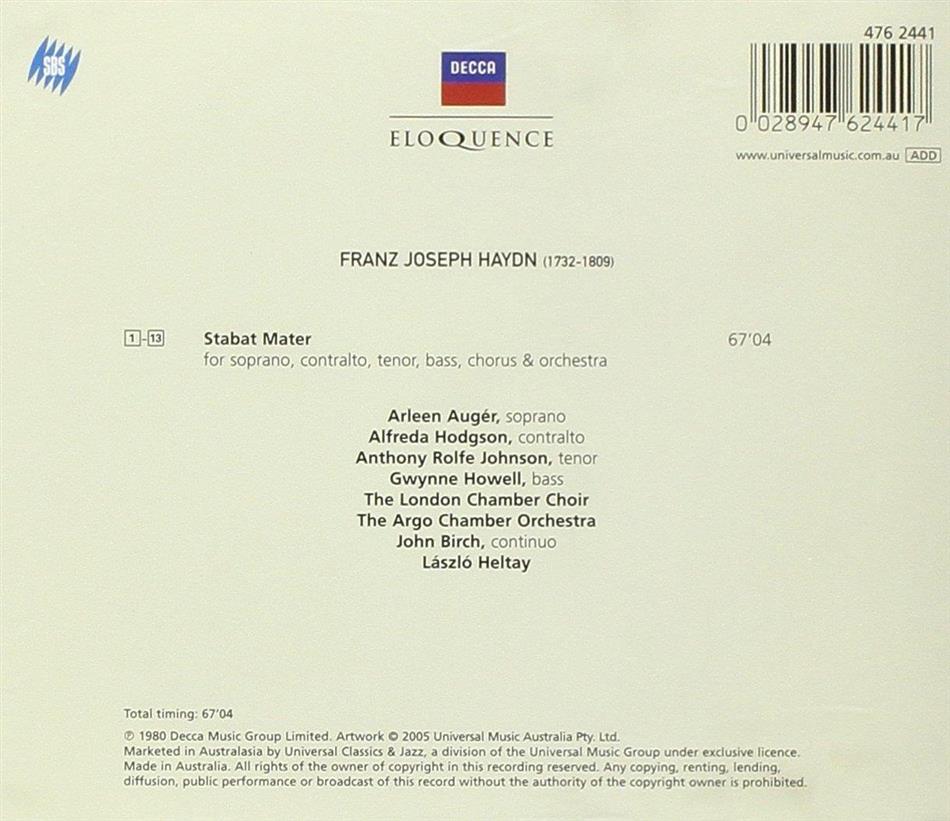 SBS
476 2441
DECCA
0 028947 624417
ELOQUENCE
www.universalmusic.com.au ADD
FRANZ JOSEPH HAYDN (1732-1809)
1-13 Stabat Mater 67'04
for soprano, contralto, tenor, bass, chorus & orchestra
Arleen Augér, soprano
Alfreda Hodgson, contralto
Anthony Rolfe Johnson, tenor
Gwynne Howell, bass
The London Chamber Choir
The Argo Chamber Orchestra
John Birch, continuo
László Heltay
Total timing: 67'04
℗ 1980 Decca Music Group Limited. Artwork © 2005 Universal Music Australia Pty. Ltd.
Marketed in Australasia by Universal Classics & Jazz, a division of the Universal Music Group under exclusive licence.
Made in Australia. All rights of the owner of copyright in this recording reserved. Any copying, renting, lending,
diffusion, public performance or broadcast of this record without the authority of the copyright owner is prohibited.